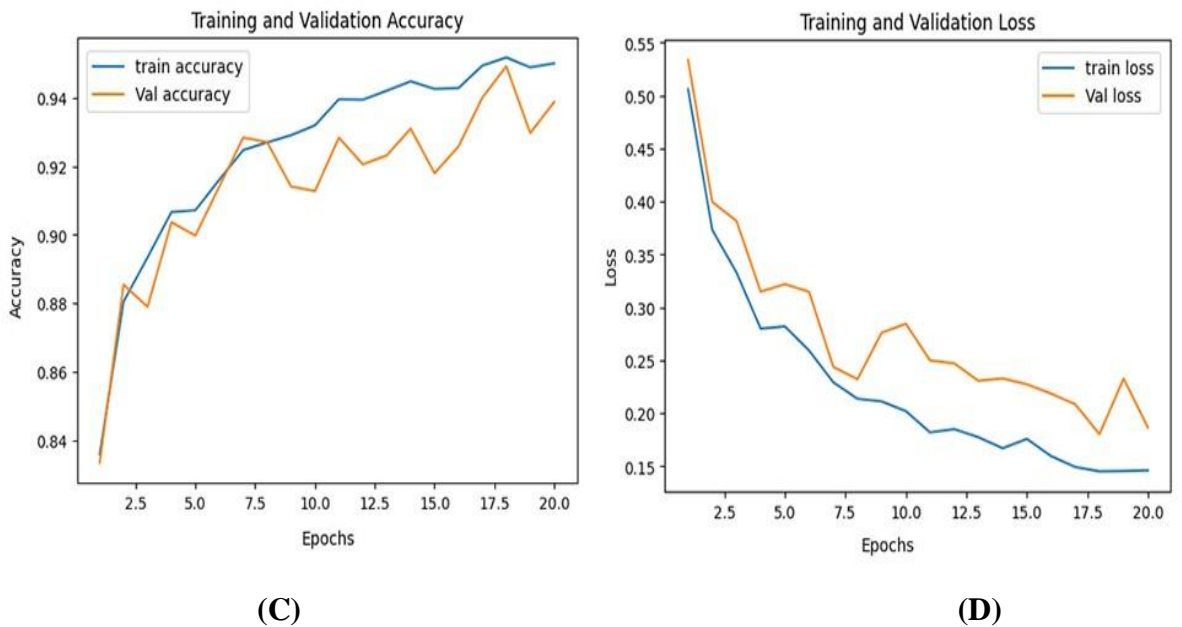 Training and Validation Accuracy
train accuracy
Val accuracy
0.94
0.92
0.90
0.88
0.86
0.84
Accuracy
2.5 5.0 7.5 10.0 12.5 15.0 17.5 20.0
Epochs
(C)
Training and Validation Loss
train loss
Val loss
0.55
0.50
0.45
0.40
0.35
0.30
0.25
0.20
0.15
Loss
2.5 5.0 7.5 10.0 12.5 15.0 17.5 20.0
Epochs
(D)